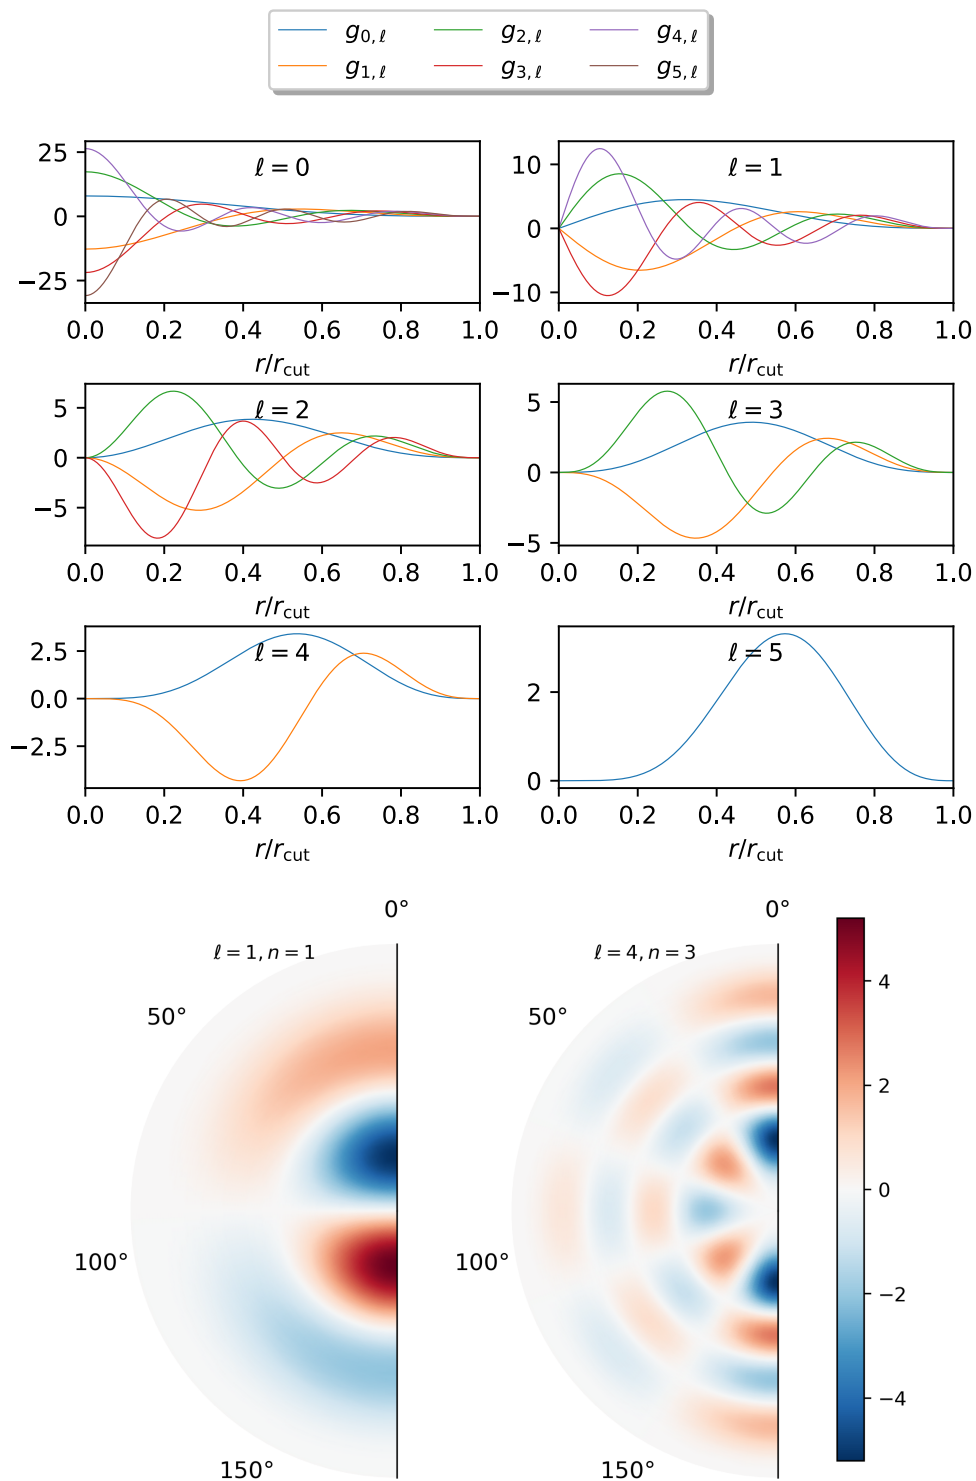 g₀,ℓ g₂,ℓ g₄,ℓ
g₁,ℓ g₃,ℓ g₅,ℓ
ℓ = 0
25
0
−25
0.0 0.2 0.4 0.6 0.8 1.0
r/r_cut
ℓ = 1
10
0
−10
0.0 0.2 0.4 0.6 0.8 1.0
r/r_cut
ℓ = 2
5
0
−5
0.0 0.2 0.4 0.6 0.8 1.0
r/r_cut
ℓ = 3
5
0
−5
0.0 0.2 0.4 0.6 0.8 1.0
r/r_cut
ℓ = 4
2.5
0.0
−2.5
0.0 0.2 0.4 0.6 0.8 1.0
r/r_cut
ℓ = 5
2
0
0.0 0.2 0.4 0.6 0.8 1.0
r/r_cut
0°
ℓ = 1, n = 1
50°
100°
150°
0°
ℓ = 4, n = 3
50°
100°
150°
4
2
0
−2
−4